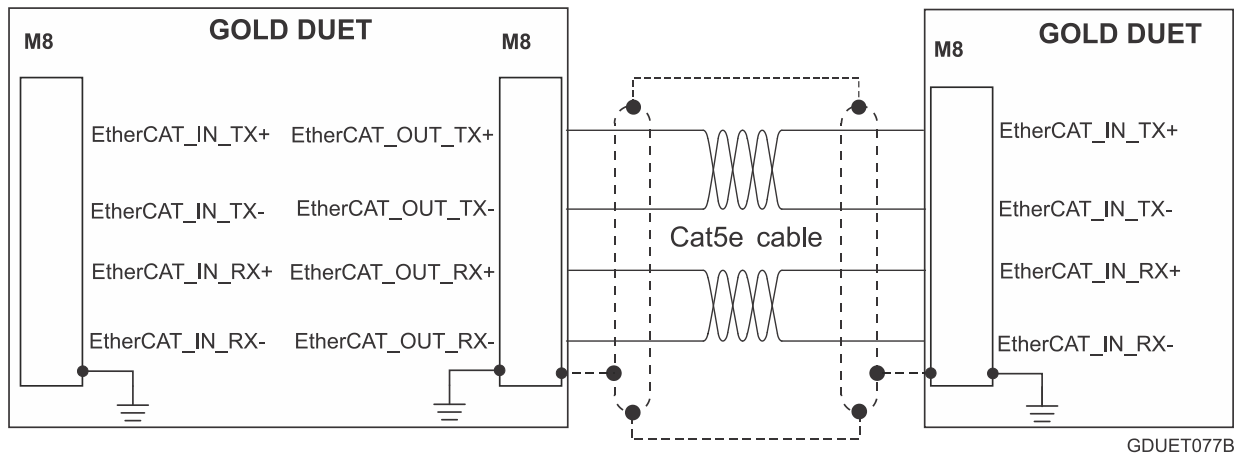 GOLD DUET
M8
M8
EtherCAT_IN_TX+
EtherCAT_OUT_TX+
EtherCAT_IN_TX-
EtherCAT_OUT_TX-
EtherCAT_IN_RX+
EtherCAT_OUT_RX+
EtherCAT_IN_RX-
EtherCAT_OUT_RX-
Cat5e cable
GOLD DUET
M8
EtherCAT_IN_TX+
EtherCAT_IN_TX-
EtherCAT_IN_RX+
EtherCAT_IN_RX-
GDUET077B